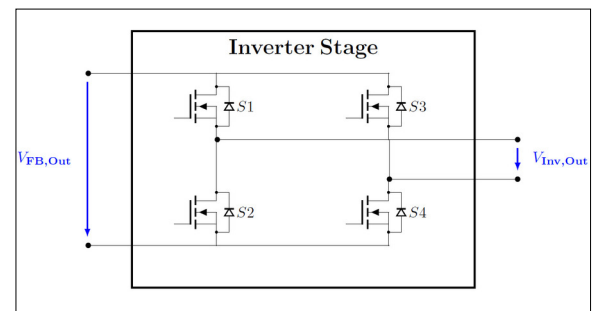 Inverter Stage
S1
S3
V_FB,Out
V_Inv,Out
S2
S4